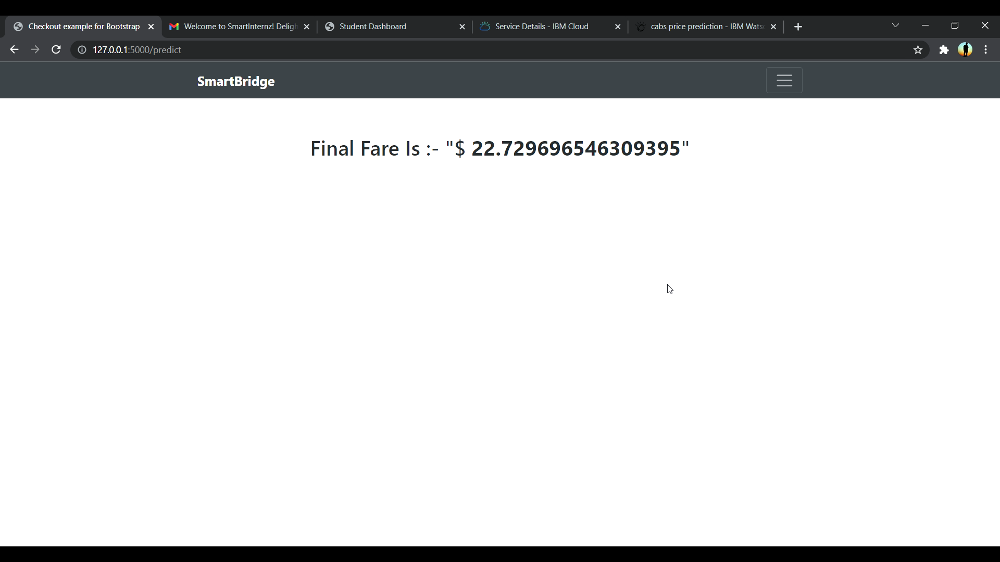 Checkout example for Bootstrap
Welcome to SmartInternz! Deligh
Student Dashboard
Service Details - IBM Cloud
cabs price prediction - IBM Wats
127.0.0.1:5000/predict
SmartBridge
Final Fare Is :- "$ 22.729696546309395"